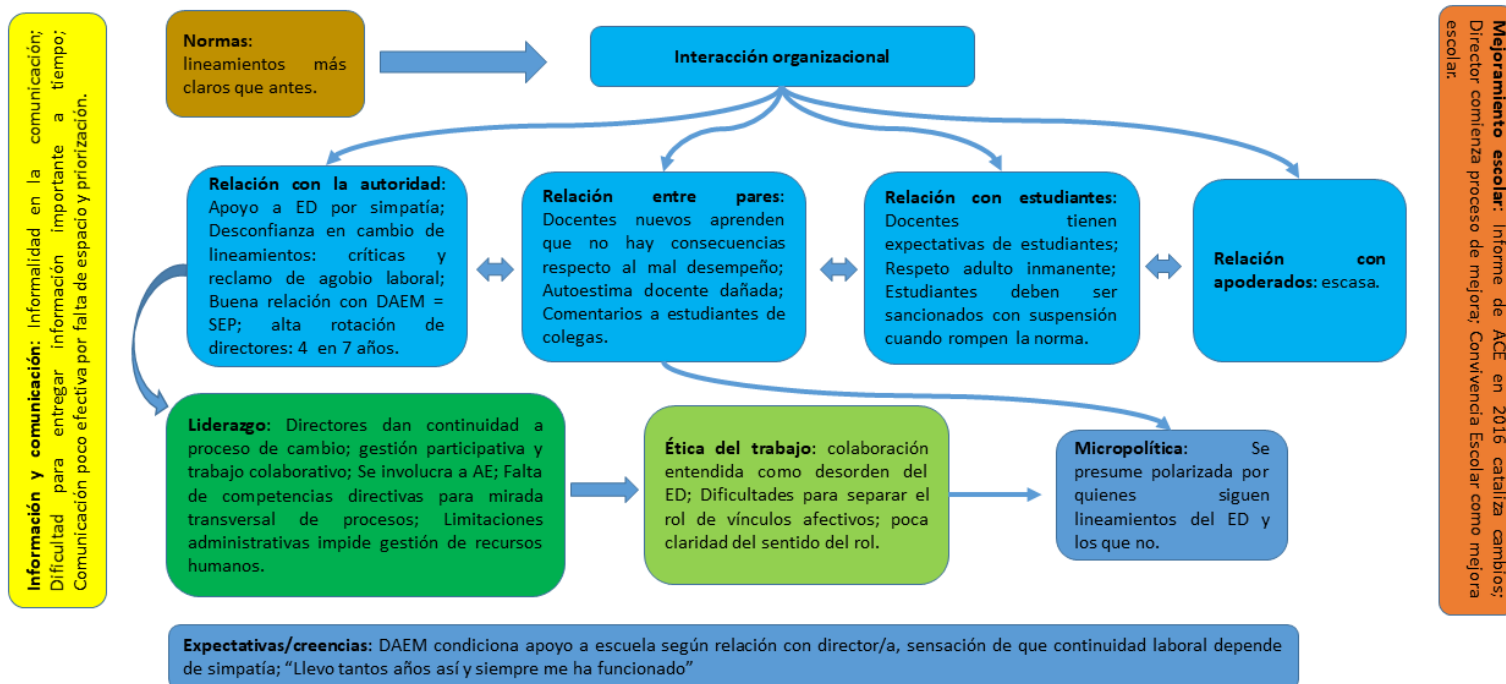 Información y comunicación: Informalidad en la comunicación;
Dificultad para entregar información importante a tiempo;
Comunicación poco efectiva por falta de espacio y priorización.
Normas:
lineamientos más
claros que antes.
Interacción organizacional
Relación con la autoridad:
Apoyo a ED por simpatía;
Desconfianza en cambio de
lineamientos: críticas y
reclamo de agobio laboral;
Buena relación con DAEM =
SEP; alta rotación de
directores: 4 en 7 años.
Relación entre pares:
Docentes nuevos aprenden
que no hay consecuencias
respecto al mal desempeño;
Autoestima docente dañada;
Comentarios a estudiantes de
colegas.
Relación con estudiantes:
Docentes tienen
expectativas de estudiantes;
Respeto adulto inmanente;
Estudiantes deben ser
sancionados con suspensión
cuando rompen la norma.
Relación con
apoderados: escasa.
Liderazgo: Directores dan continuidad a
proceso de cambio; gestión participativa y
trabajo colaborativo; Se involucra a AE; Falta
de competencias directivas para mirada
transversal de procesos; Limitaciones
administrativas impide gestión de recursos
humanos.
Ética del trabajo: colaboración
entendida como desorden del
ED; Dificultades para separar el
rol de vínculos afectivos; poca
claridad del sentido del rol.
Micropolítica: Se
presume polarizada por
quienes siguen
lineamientos del ED y
los que no.
Expectativas/creencias: DAEM condiciona apoyo a escuela según relación con director/a, sensación de que continuidad laboral depende
de simpatía; “Llevo tantos años así y siempre me ha funcionado”
Mejoramiento escolar: Informe de ACE en 2016 cataliza cambios;
Director comienza proceso de mejora; Convivencia Escolar como mejora
escolar.